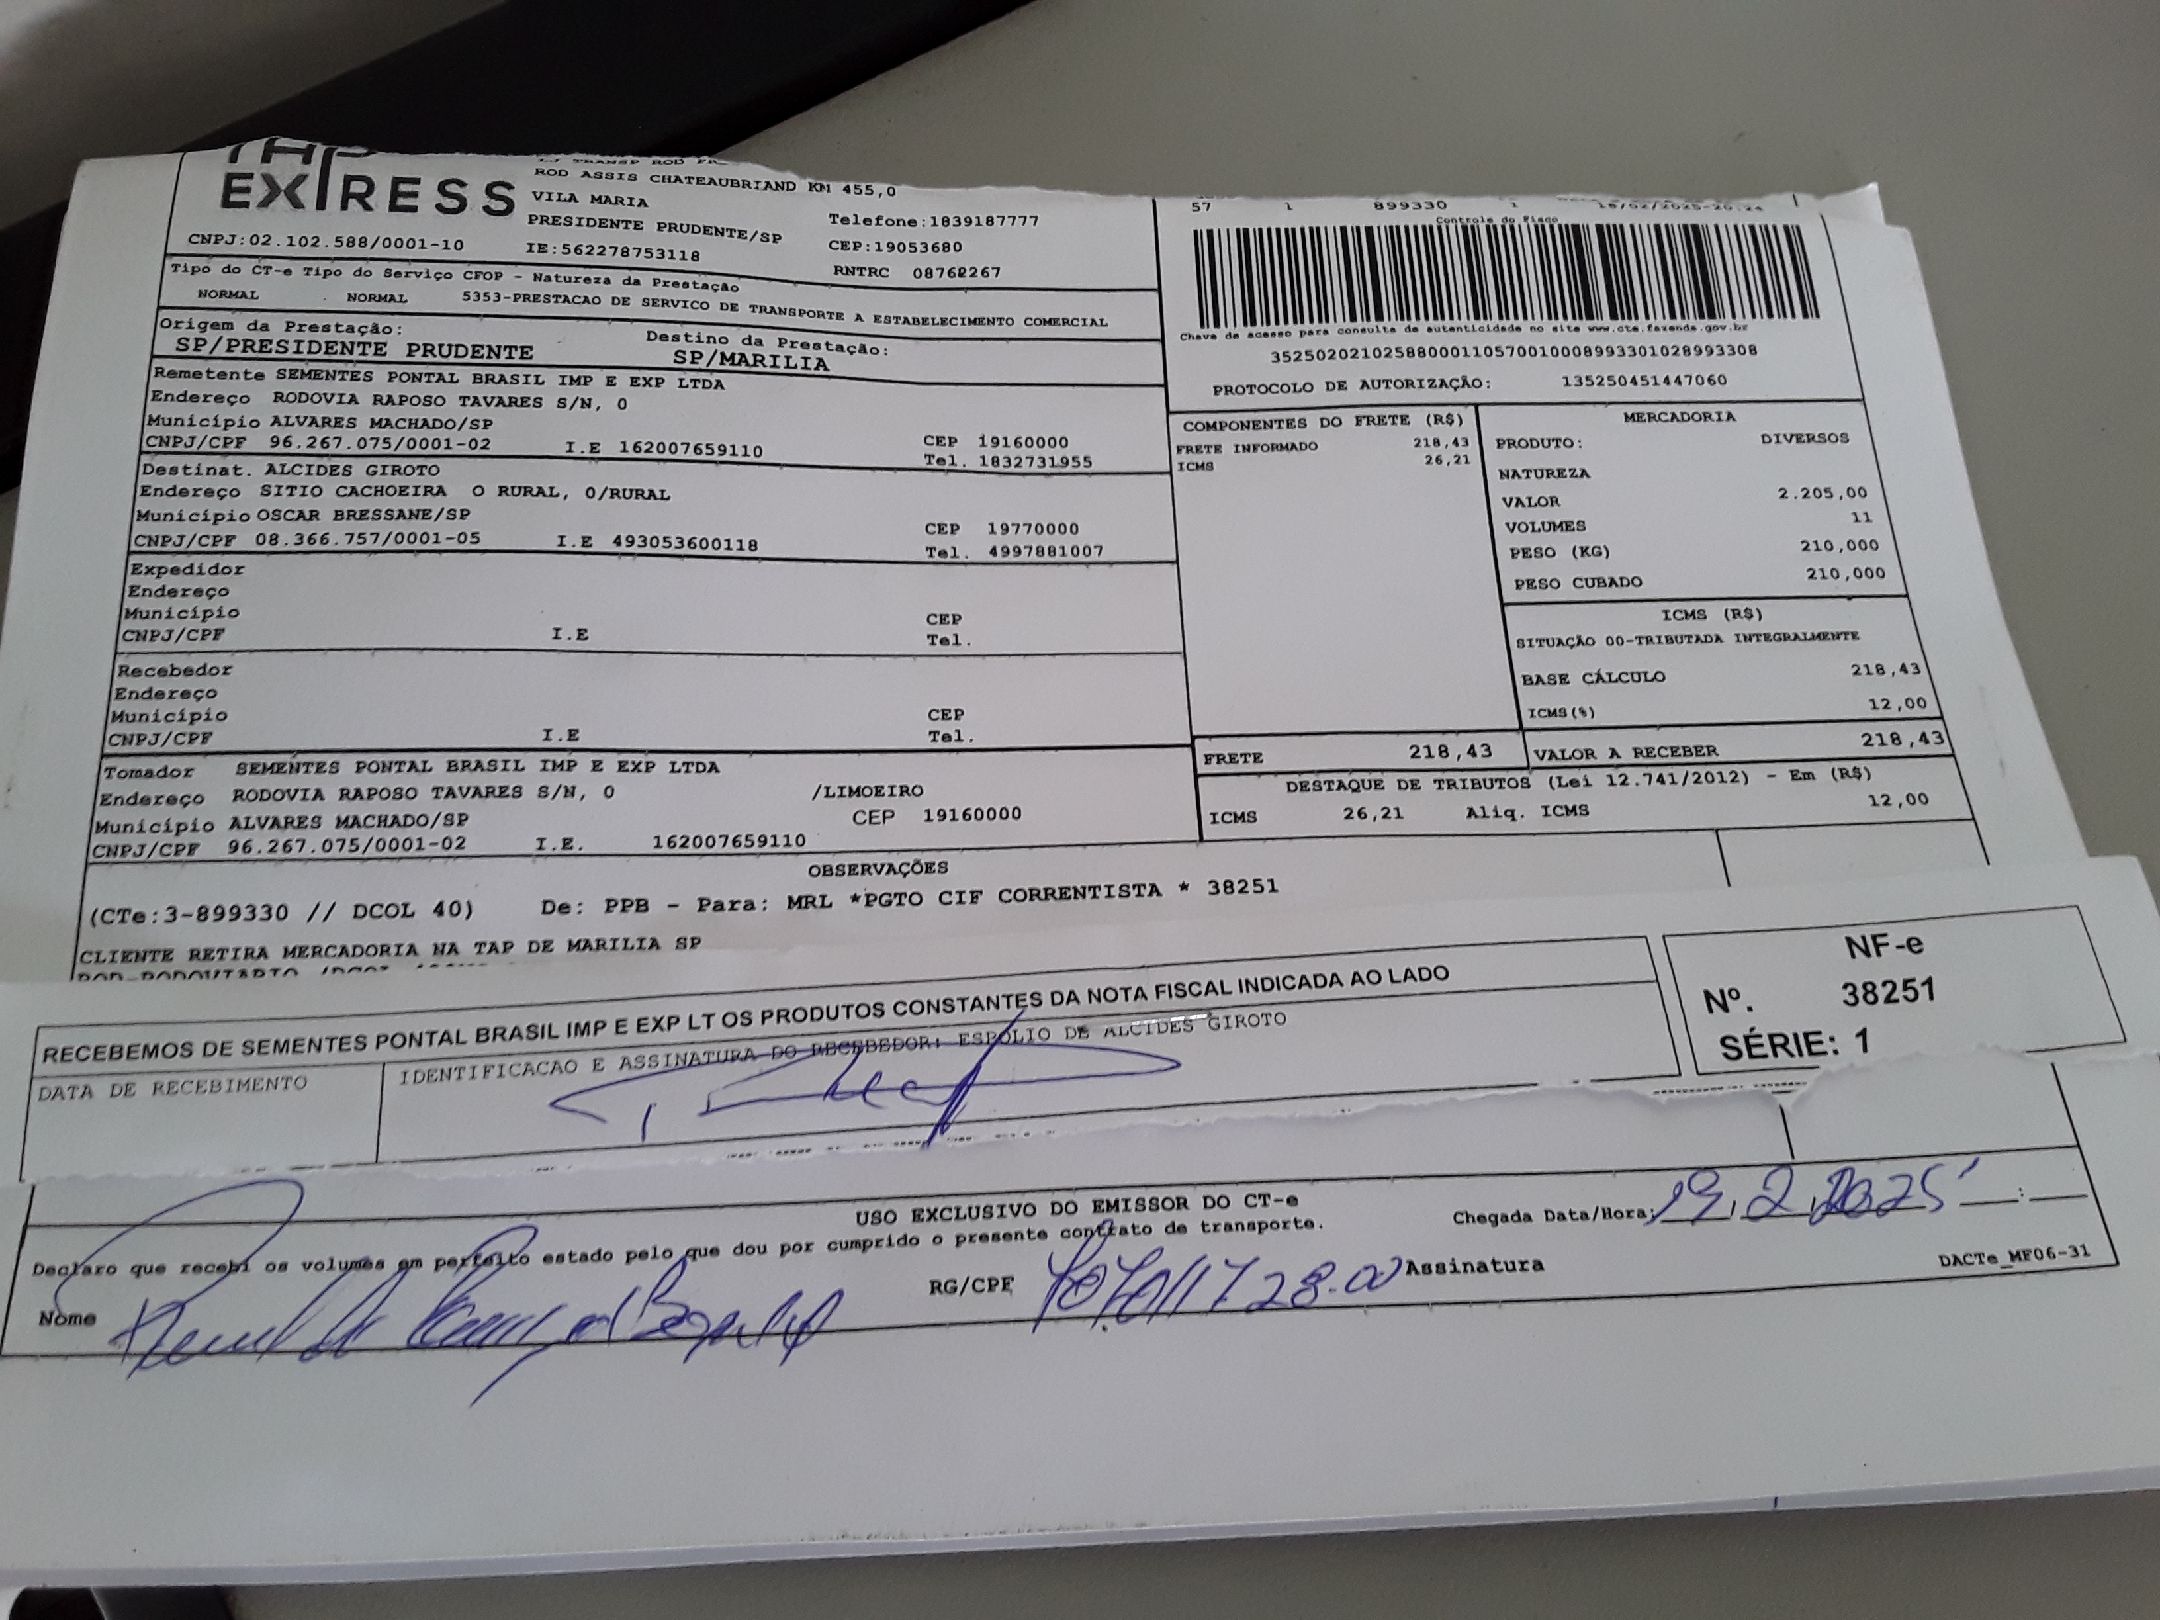 TAP
EXPRESS
ROD ASSIS CHATEAUBRIAND KM 455,0
VILA MARIA
PRESIDENTE PRUDENTE/SP
Telefone:1839187777
CNPJ:02.102.588/0001-10
IE:562278753118
CEP:19053680
RNTRC 08762267
57 1 899330 1 18/02/2025-20:24
Controle do Fisco
Chave de acesso para consulta de autenticidade no site www.cte.fazenda.gov.br
35250202102588000110570010008993301028993308
PROTOCOLO DE AUTORIZAÇÃO: 135250451447060
Tipo do CT-e Tipo do Serviço CFOP - Natureza da Prestação
NORMAL NORMAL 5353-PRESTACAO DE SERVICO DE TRANSPORTE A ESTABELECIMENTO COMERCIAL
Origem da Prestação: Destino da Prestação:
SP/PRESIDENTE PRUDENTE SP/MARILIA
Remetente SEMENTES PONTAL BRASIL IMP E EXP LTDA
Endereço RODOVIA RAPOSO TAVARES S/N, 0
Município ALVARES MACHADO/SP CEP 19160000
CNPJ/CPF 96.267.075/0001-02 I.E 162007659110 Tel. 1832731955
Destinat. ALCIDES GIROTO
Endereço SITIO CACHOEIRA O RURAL, 0/RURAL
Município OSCAR BRESSANE/SP CEP 19770000
CNPJ/CPF 08.366.757/0001-05 I.E 493053600118 Tel. 4997881007
Expedidor
Endereço
Município CEP
CNPJ/CPF I.E Tel.
Recebedor
Endereço
Município CEP
CNPJ/CPF I.E Tel.
Tomador SEMENTES PONTAL BRASIL IMP E EXP LTDA
Endereço RODOVIA RAPOSO TAVARES S/N, 0 /LIMOEIRO
Município ALVARES MACHADO/SP CEP 19160000
CNPJ/CPF 96.267.075/0001-02 I.E. 162007659110
COMPONENTES DO FRETE (R$)
FRETE INFORMADO 218,43
ICMS 26,21
MERCADORIA
PRODUTO: DIVERSOS
NATUREZA
VALOR 2.205,00
VOLUMES 11
PESO (KG) 210,000
PESO CUBADO 210,000
ICMS (R$)
SITUAÇÃO 00-TRIBUTADA INTEGRALMENTE
BASE CÁLCULO 218,43
ICMS(%) 12,00
FRETE 218,43 VALOR A RECEBER 218,43
DESTAQUE DE TRIBUTOS (Lei 12.741/2012) - Em (R$)
ICMS 26,21 Aliq. ICMS 12,00
OBSERVAÇÕES
(CTe:3-899330 // DCOL 40) De: PPB - Para: MRL *PGTO CIF CORRENTISTA * 38251
CLIENTE RETIRA MERCADORIA NA TAP DE MARILIA SP
RECEBEMOS DE SEMENTES PONTAL BRASIL IMP E EXP LT OS PRODUTOS CONSTANTES DA NOTA FISCAL INDICADA AO LADO
DATA DE RECEBIMENTO
IDENTIFICACAO E ASSINATURA DO RECEBEDOR: ESPOLIO DE ALCIDES GIROTO
NF-e
Nº. 38251
SÉRIE: 1
USO EXCLUSIVO DO EMISSOR DO CT-e
Declaro que recebi os volumes em perfeito estado pelo que dou por cumprido o presente contrato de transporte.
Chegada Data/Hora: 19, 2, 2025 :
Nome
RG/CPF
Assinatura
DACTe_MF06-31